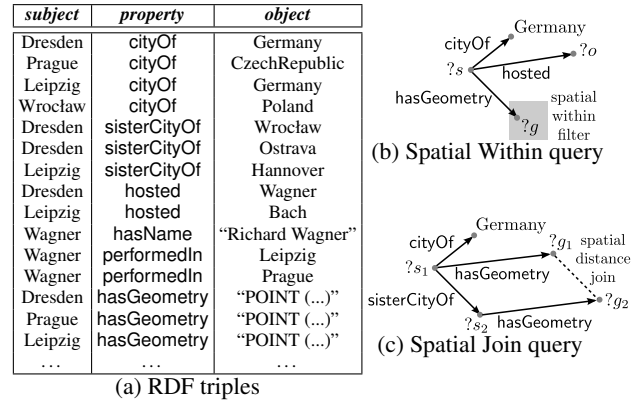 subject property object
Dresden cityOf Germany
Prague cityOf CzechRepublic
Leipzig cityOf Germany
Wrocław cityOf Poland
Dresden sisterCityOf Wrocław
Dresden sisterCityOf Ostrava
Leipzig sisterCityOf Hannover
Dresden hosted Wagner
Leipzig hosted Bach
Wagner hasName “Richard Wagner”
Wagner performedIn Leipzig
Wagner performedIn Prague
Dresden hasGeometry “POINT (...)”
Prague hasGeometry “POINT (...)”
Leipzig hasGeometry “POINT (...)”
... ... ...
(a) RDF triples
Germany
cityOf
?o
?s
hosted
hasGeometry
spatial
within
filter
?g
(b) Spatial Within query
Germany
cityOf
?g1
spatial
distance
join
?s1
hasGeometry
sisterCityOf
?g2
?s2
hasGeometry
(c) Spatial Join query